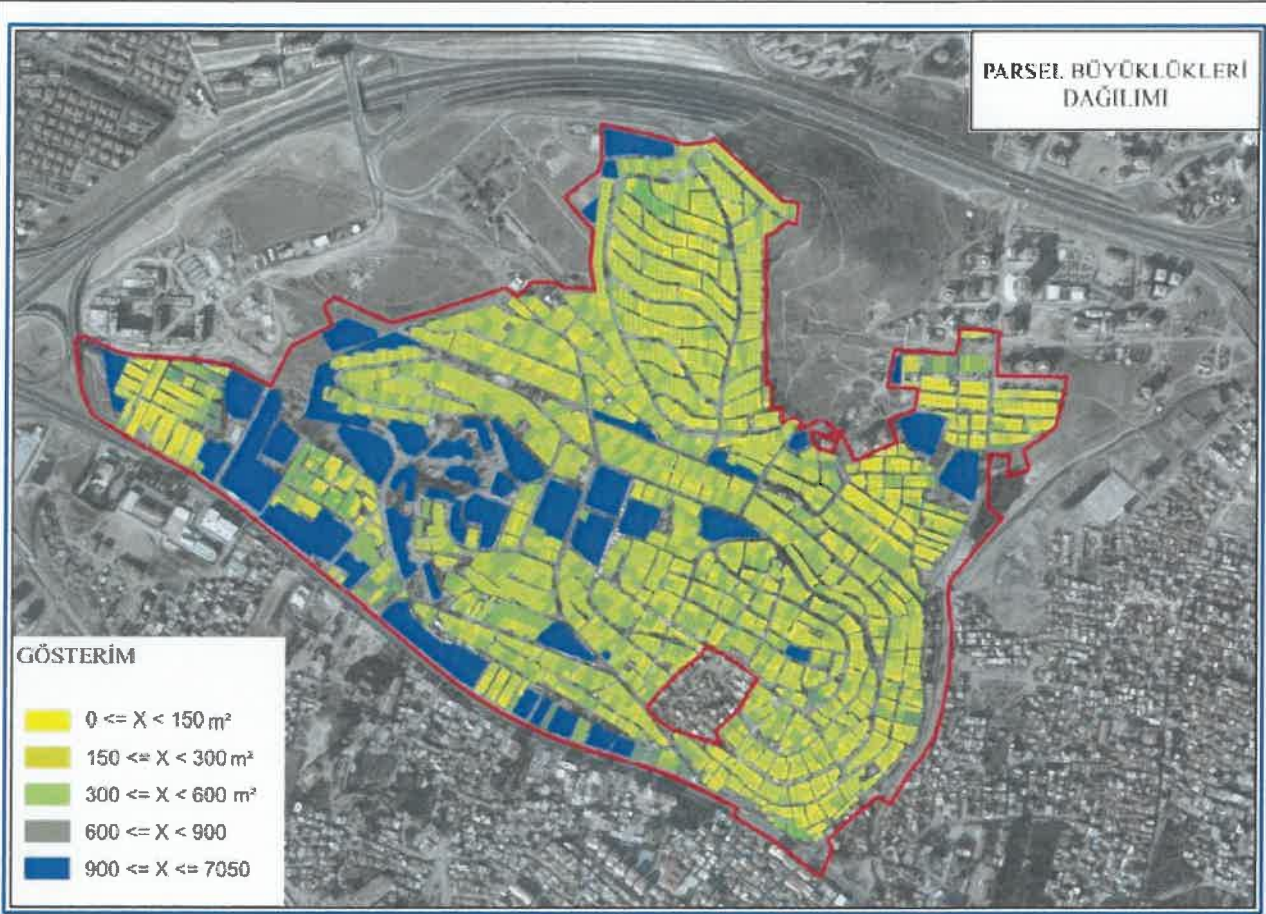 PARSEL BÜYÜKLÜKLERİ
DAĞILIMI
GÖSTERİM
0 <= X < 150 m²
150 <= X < 300 m²
300 <= X < 600 m²
600 <= X < 900
900 <= X <= 7050